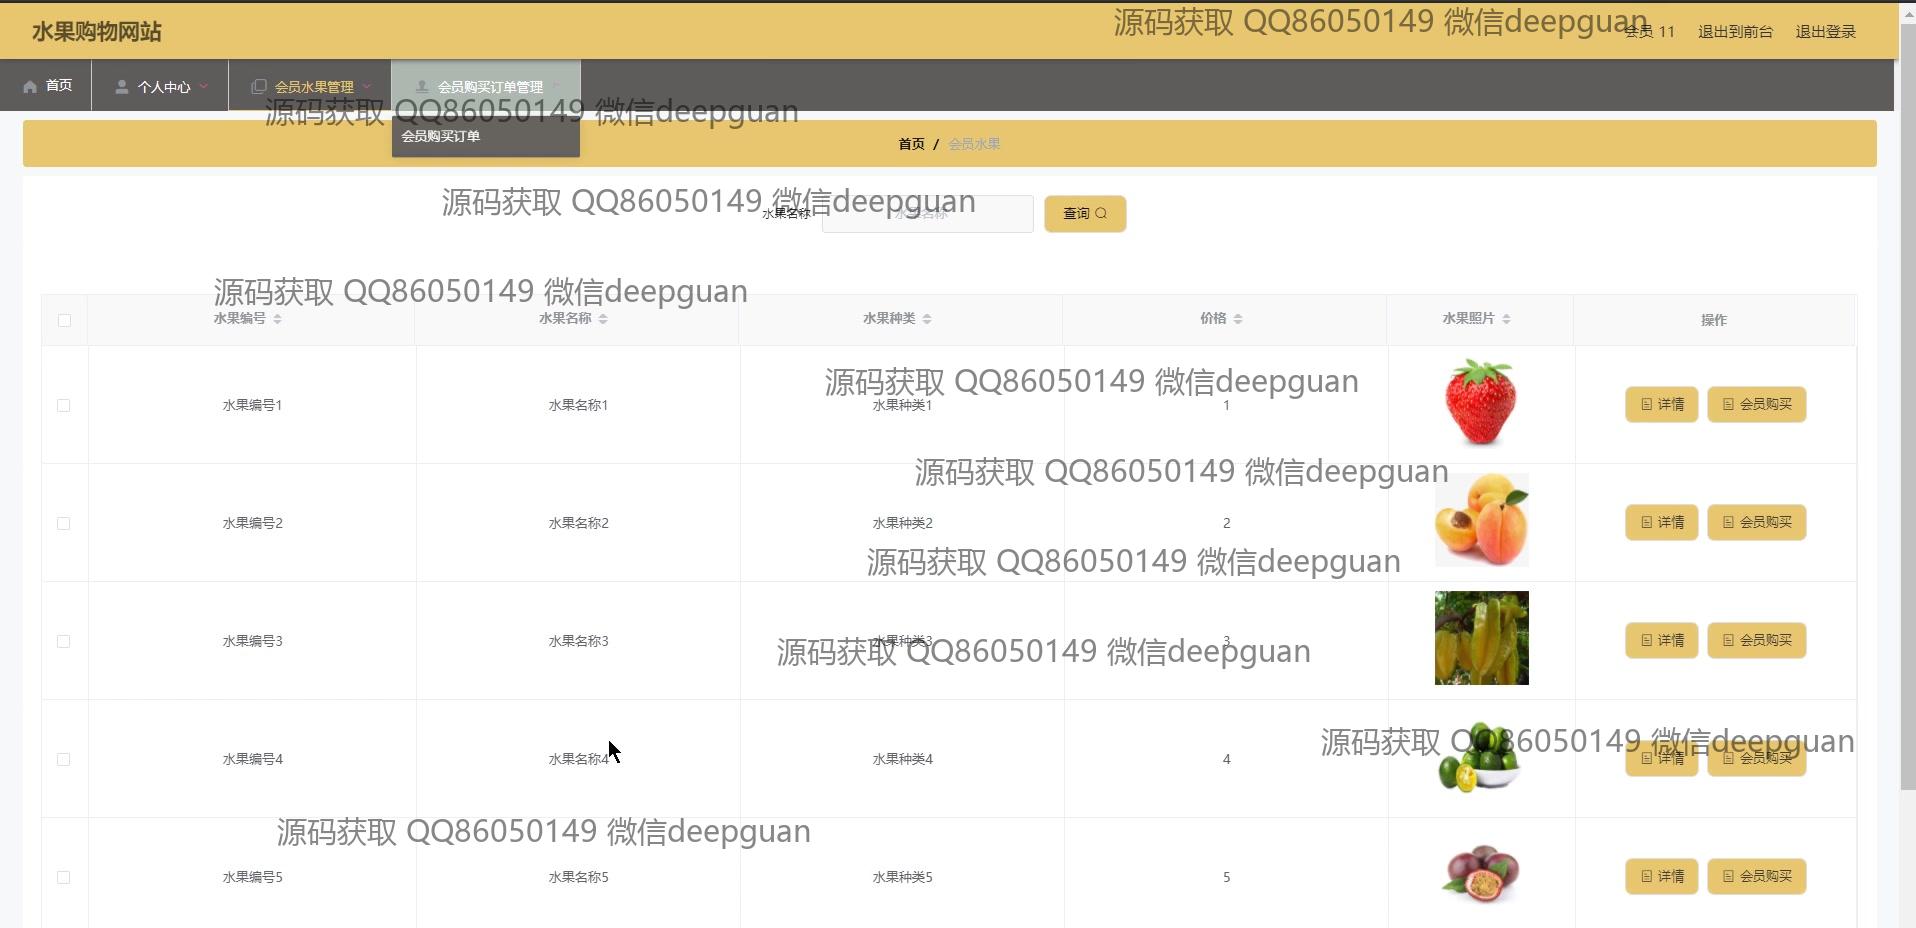 水果购物网站
源码获取 QQ86050149 微信deepguan
会员 11
退出到前台
退出登录
首页
个人中心
会员水果管理
会员购买订单管理
源码获取 QQ86050149 微信deepguan
会员购买订单
首页 / 会员水果
源码获取 QQ86050149 微信deepguan
水果名称
水果名称
查询
源码获取 QQ86050149 微信deepguan
水果编号 水果名称 水果种类 价格 水果照片 操作
源码获取 QQ86050149 微信deepguan
水果编号1 水果名称1 水果种类1 1 详情 会员购买
源码获取 QQ86050149 微信deepguan
水果编号2 水果名称2 水果种类2 2 详情 会员购买
源码获取 QQ86050149 微信deepguan
水果编号3 水果名称3 水果种类3 3 详情 会员购买
源码获取 QQ86050149 微信deepguan
源码获取 QQ86050149 微信deepguan
水果编号4 水果名称4 水果种类4 4 详情 会员购买
源码获取 QQ86050149 微信deepguan
水果编号5 水果名称5 水果种类5 5 详情 会员购买